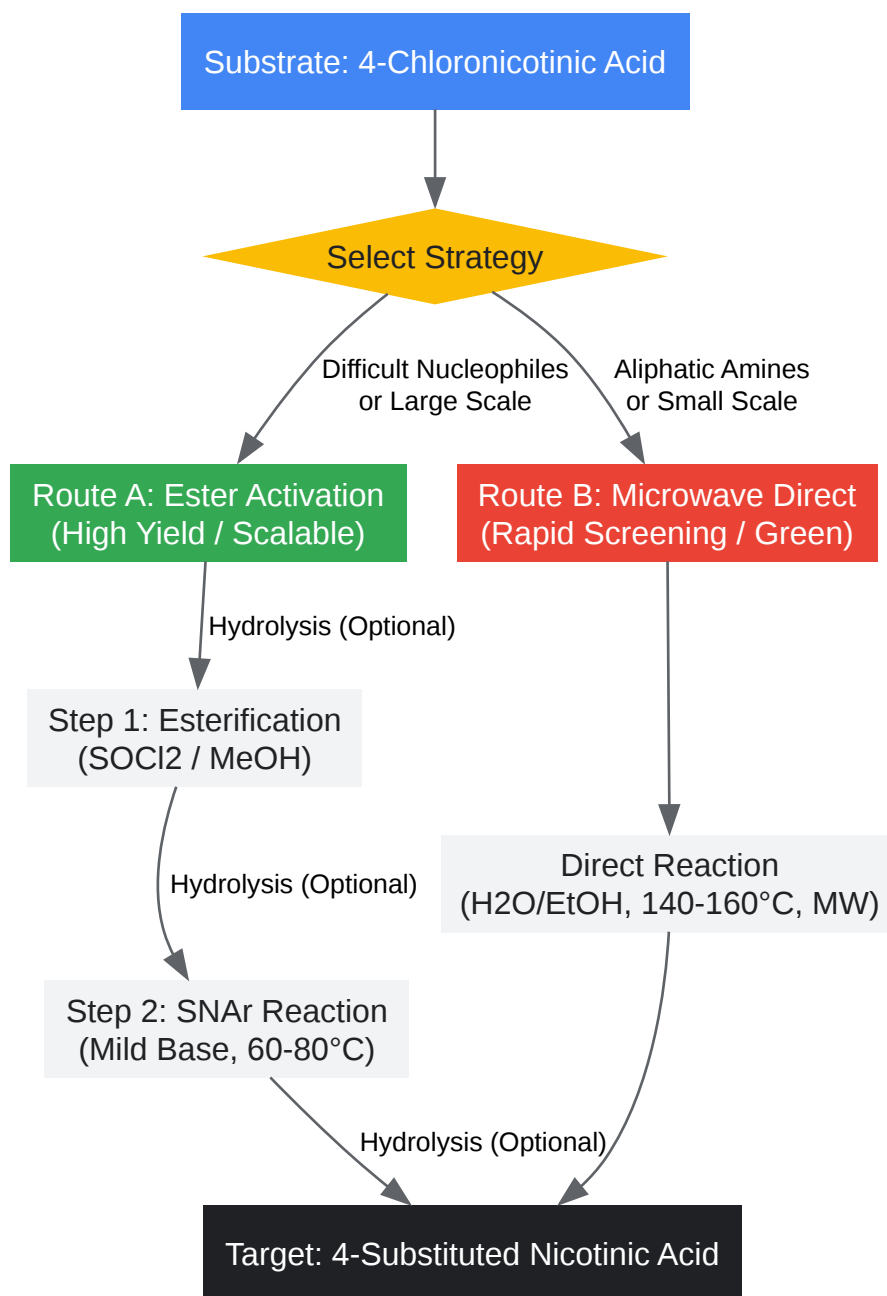 Substrate: 4-Chloronicotinic Acid
Select Strategy
Difficult Nucleophiles
or Large Scale
Aliphatic Amines
or Small Scale
Route A: Ester Activation
(High Yield / Scalable)
Route B: Microwave Direct
(Rapid Screening / Green)
Hydrolysis (Optional)
Step 1: Esterification
(SOCl2 / MeOH)
Hydrolysis (Optional)
Direct Reaction
(H2O/EtOH, 140-160°C, MW)
Step 2: SNAr Reaction
(Mild Base, 60-80°C)
Hydrolysis (Optional)
Target: 4-Substituted Nicotinic Acid